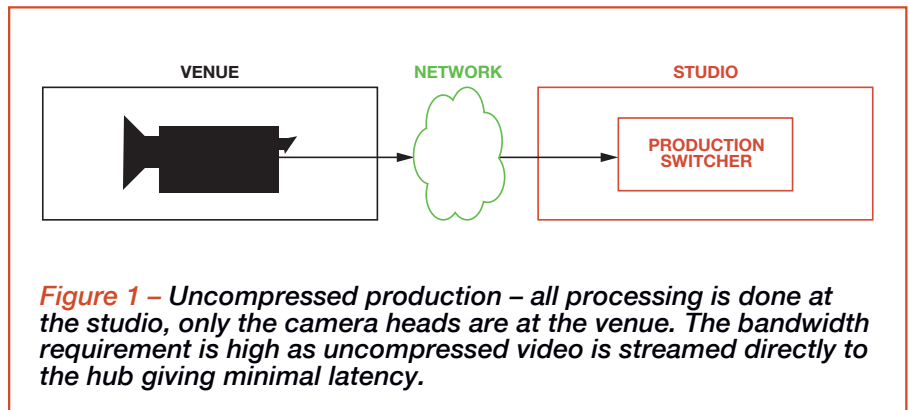 VENUE
NETWORK
STUDIO
PRODUCTION
SWITCHER
Figure 1 – Uncompressed production – all processing is done at
the studio, only the camera heads are at the venue. The bandwidth
requirement is high as uncompressed video is streamed directly to
the hub giving minimal latency.